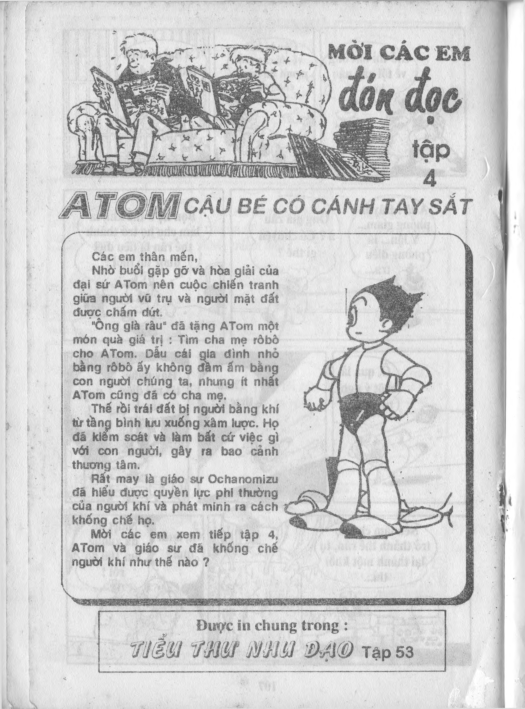 MỜI CÁC EM
đón đọc
tập
4
ATOM CẬU BÉ CÓ CÁNH TAY SẮT
Các em thân mến,
Nhờ buổi gặp gỡ và hòa giải của
đại sứ ATom nên cuộc chiến tranh
giữa người vũ trụ và người mặt đất
được chấm dứt.
"Ông già râu" đã tặng ATom một
món quà giá trị : Tìm cha mẹ rôbô
cho ATom. Dẫu cái gia đình nhỏ
bằng rôbô ấy không đầm ấm bằng
con người chúng ta, nhưng ít nhất
ATom cũng đã có cha mẹ.
Thế rồi trái đất bị người bằng khí
từ tầng bình lưu xuống xâm lược. Họ
đã kiểm scát và làm bất cứ việc gì
với con người, gây ra bao cảnh
thương tâm.
Rất may là giáo sư Ochanomizu
đã hiểu được quyền lực phi thường
của người khí và phát minh ra cách
khống chế họ.
Mời các em xem tiếp tập 4,
ATom và giáo sư đã khống chế
người khí như thế nào ?
Được in chung trong :
TIỂU THƯ NHU ĐẠO Tập 53